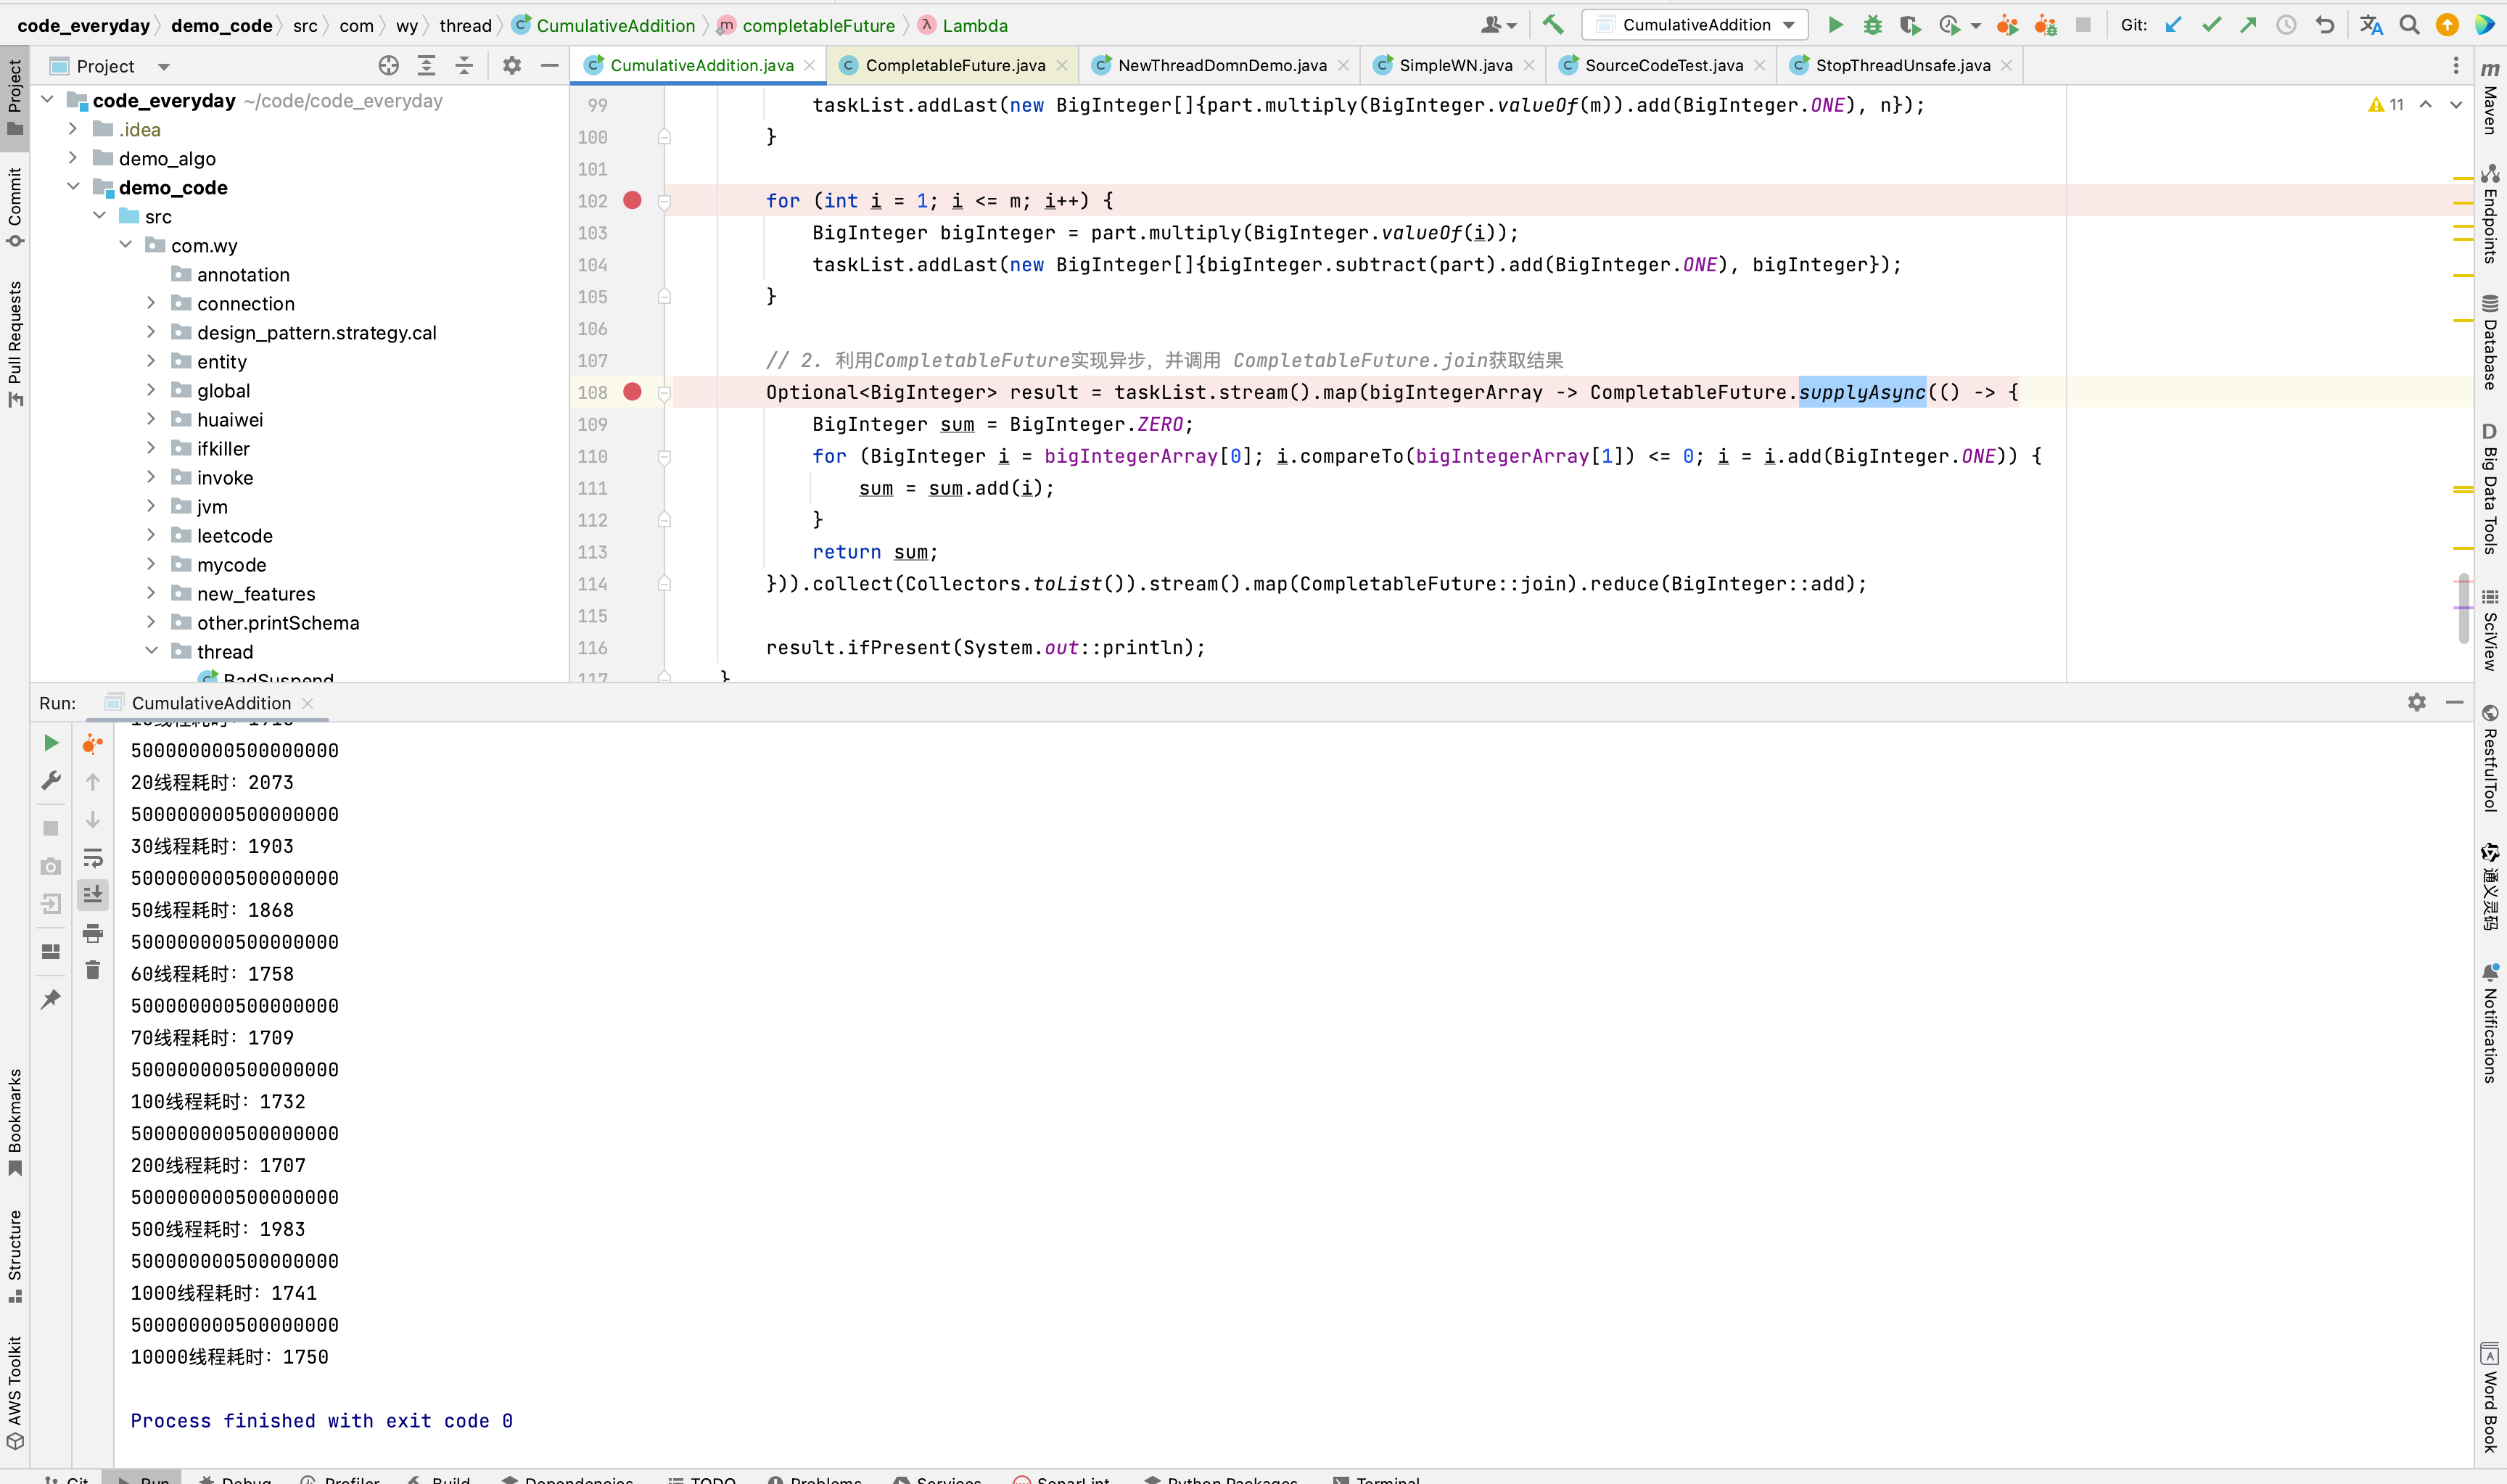 code_everyday demo_code src com wy thread CumulativeAddition completableFuture Lambda CumulativeAddition Git:
Project
CumulativeAddition.java CompletableFuture.java NewThreadDomnDemo.java SimpleWN.java SourceCodeTest.java StopThreadUnsafe.java
code_everyday ~/code/code_everyday
.idea
demo_algo
demo_code
src
com.wy
annotation
connection
design_pattern.strategy.cal
entity
global
huaiwei
ifkiller
invoke
jvm
leetcode
mycode
new_features
other.printSchema
thread
BadSuspend
11
99 taskList.addLast(new BigInteger[]{part.multiply(BigInteger.valueOf(m)).add(BigInteger.ONE), n});
100 }
101
102 for (int i = 1; i <= m; i++) {
103 BigInteger bigInteger = part.multiply(BigInteger.valueOf(i));
104 taskList.addLast(new BigInteger[]{bigInteger.subtract(part).add(BigInteger.ONE), bigInteger});
105 }
106
107 // 2. 利用CompletableFuture实现异步，并调用 CompletableFuture.join获取结果
108 Optional<BigInteger> result = taskList.stream().map(bigIntegerArray -> CompletableFuture.supplyAsync(() -> {
109 BigInteger sum = BigInteger.ZERO;
110 for (BigInteger i = bigIntegerArray[0]; i.compareTo(bigIntegerArray[1]) <= 0; i = i.add(BigInteger.ONE)) {
111 sum = sum.add(i);
112 }
113 return sum;
114 })).collect(Collectors.toList()).stream().map(CompletableFuture::join).reduce(BigInteger::add);
115
116 result.ifPresent(System.out::println);
117 }
Run: CumulativeAddition
500000000500000000
20线程耗时：2073
500000000500000000
30线程耗时：1903
500000000500000000
50线程耗时：1868
500000000500000000
60线程耗时：1758
500000000500000000
70线程耗时：1709
500000000500000000
100线程耗时：1732
500000000500000000
200线程耗时：1707
500000000500000000
500线程耗时：1983
500000000500000000
1000线程耗时：1741
500000000500000000
10000线程耗时：1750
Process finished with exit code 0
Project
Commit
Pull Requests
Bookmarks
Structure
AWS Toolkit
Maven
Endpoints
Database
Big Data Tools
SciView
RestfulTool
通义灵码
Notifications
Word Book
Git Run Debug Profiler Build Dependencies TODO Problems Services SonarLint Python Packages Terminal